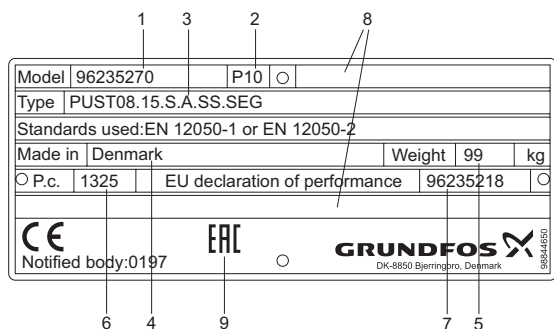 1 3 2 8
Model 96235270 P10
Type PUST08.15.S.A.SS.SEG
Standards used:EN 12050-1 or EN 12050-2
Made in Denmark Weight 99 kg
P.c. 1325 EU declaration of performance 96235218
CE EAC GRUNDFOS
Notified body:0197 DK-8850 Bjerringbro, Denmark
98844650
6 4 9 7 5